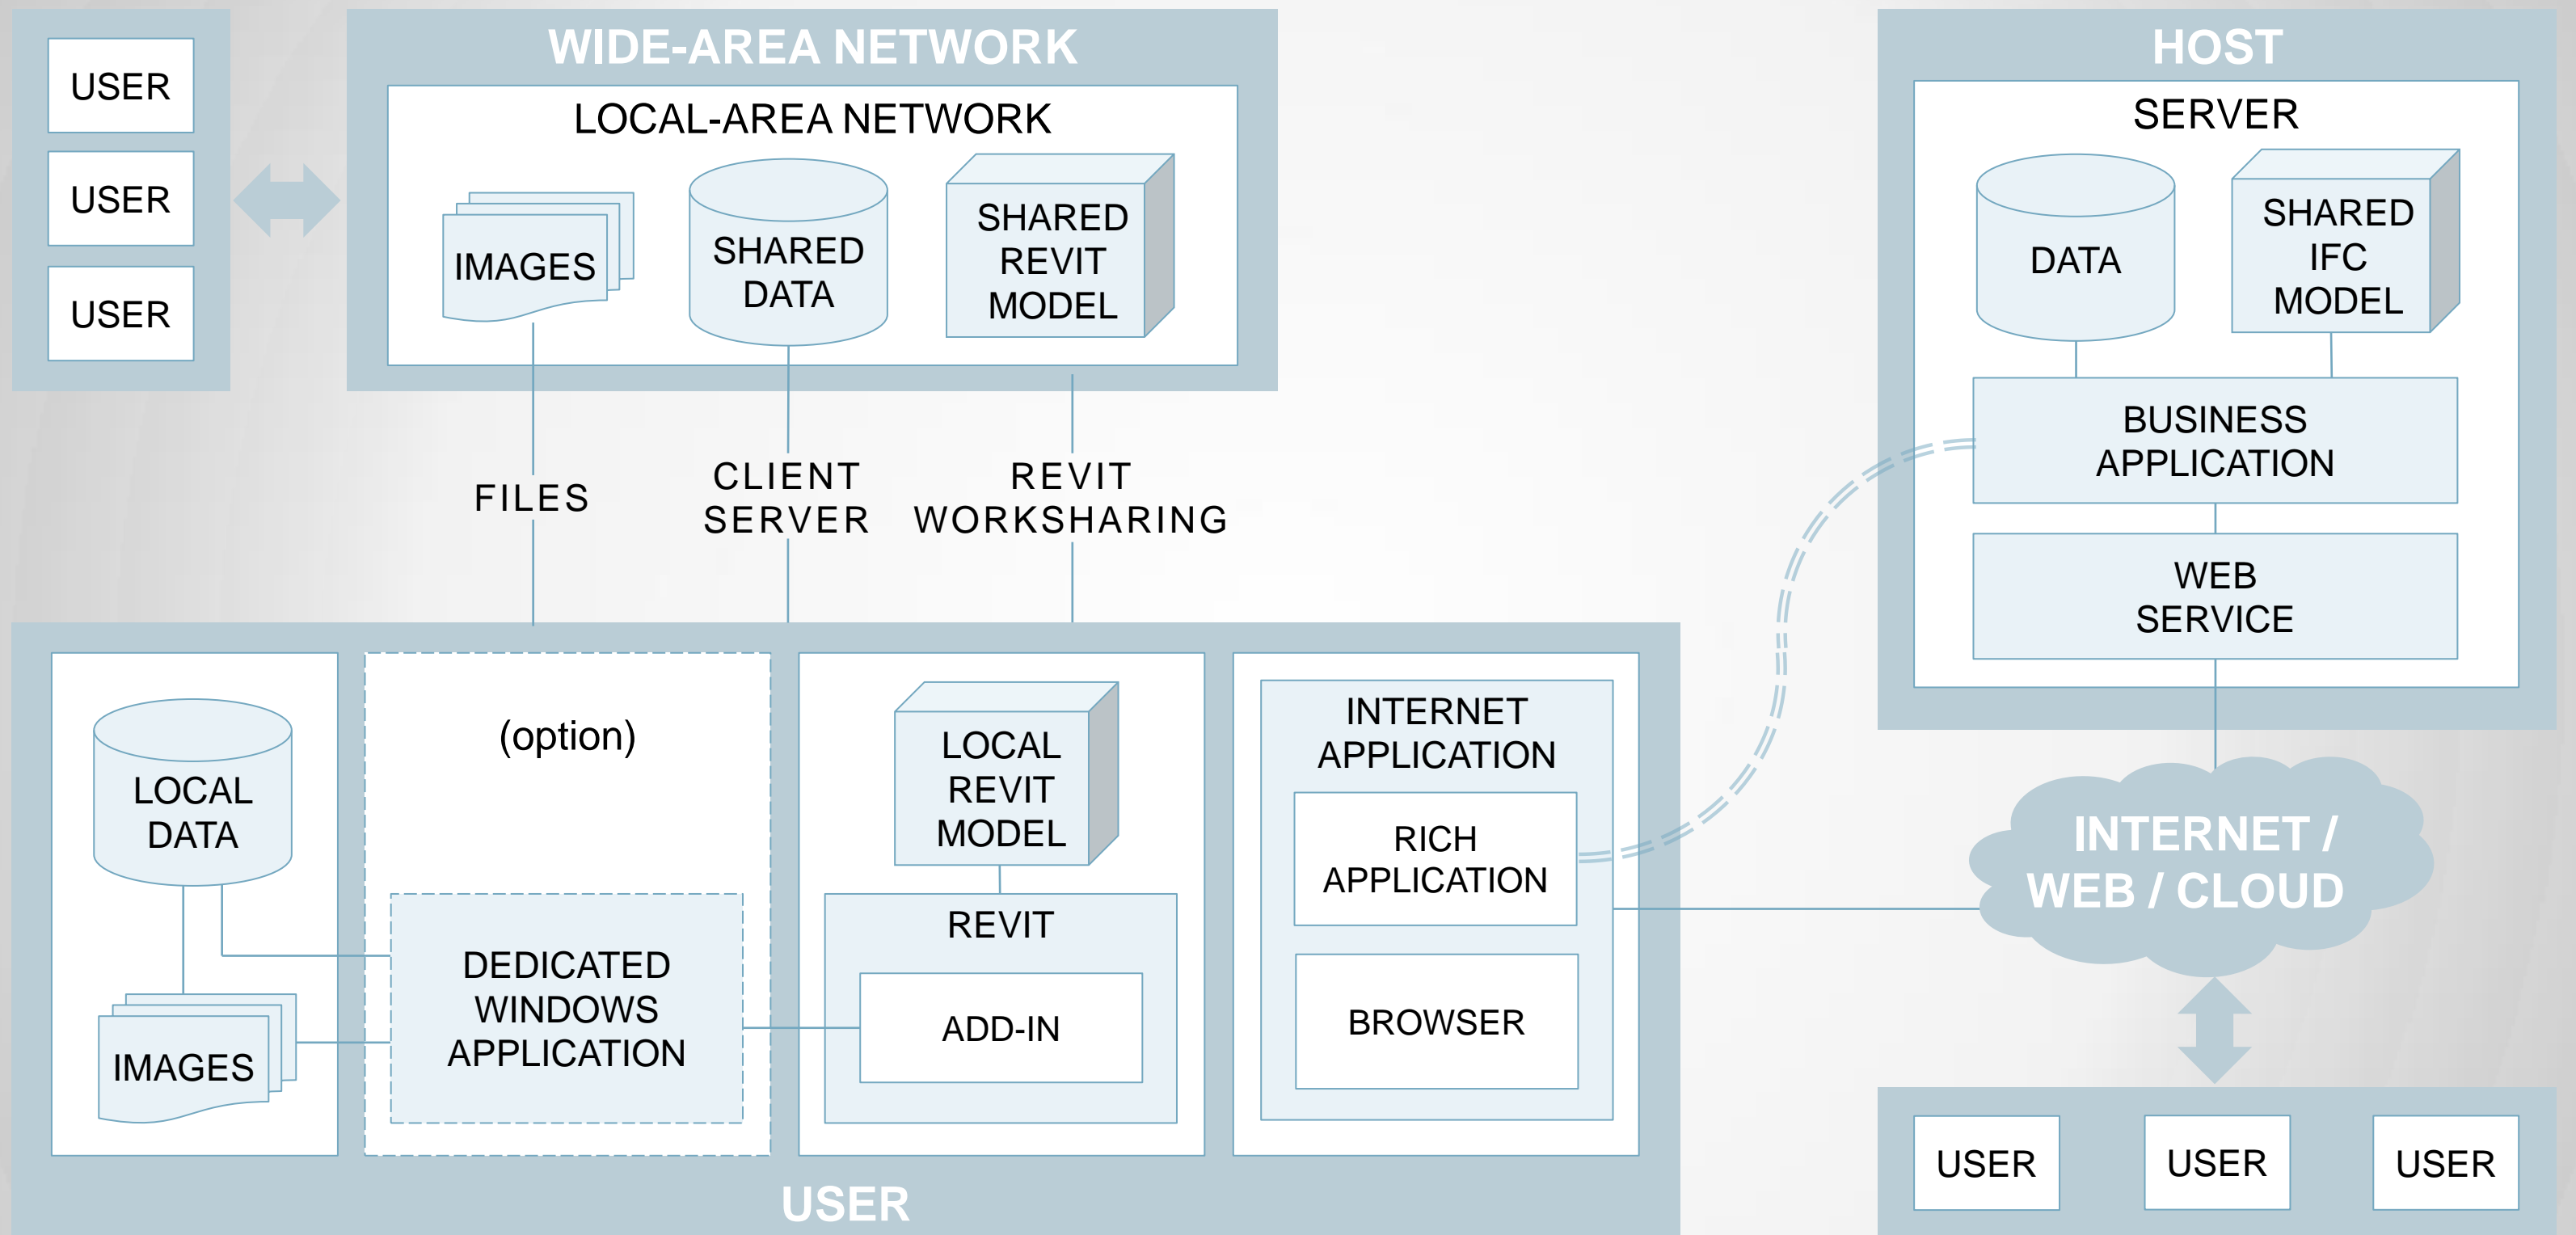 USER
USER
USER
WIDE-AREA NETWORK
LOCAL-AREA NETWORK
IMAGES
SHARED
DATA
SHARED
REVIT
MODEL
FILES
CLIENT
SERVER
REVIT
WORKSHARING
HOST
SERVER
DATA
SHARED
IFC
MODEL
BUSINESS
APPLICATION
WEB
SERVICE
LOCAL
DATA
IMAGES
(option)
DEDICATED
WINDOWS
APPLICATION
LOCAL
REVIT
MODEL
REVIT
ADD-IN
INTERNET
APPLICATION
RICH
APPLICATION
BROWSER
USER
INTERNET /
WEB / CLOUD
USER
USER
USER